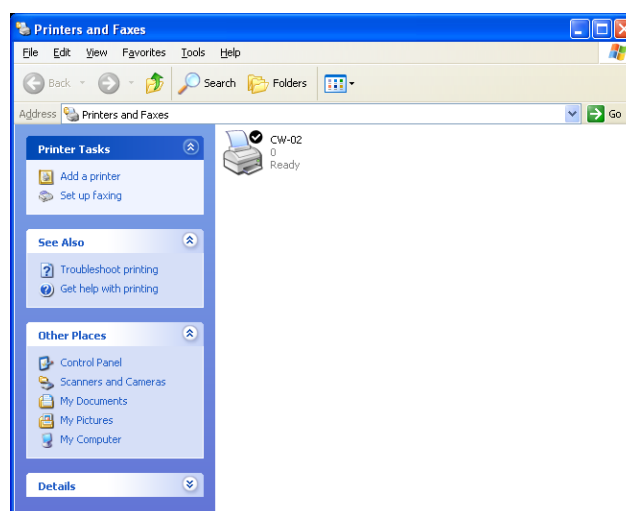 Printers and Faxes
File Edit View Favorites Tools Help
Back Search Folders
Address Printers and Faxes Go
Printer Tasks
Add a printer
Set up faxing
See Also
Troubleshoot printing
Get help with printing
Other Places
Control Panel
Scanners and Cameras
My Documents
My Pictures
My Computer
Details
CW-02
0
Ready